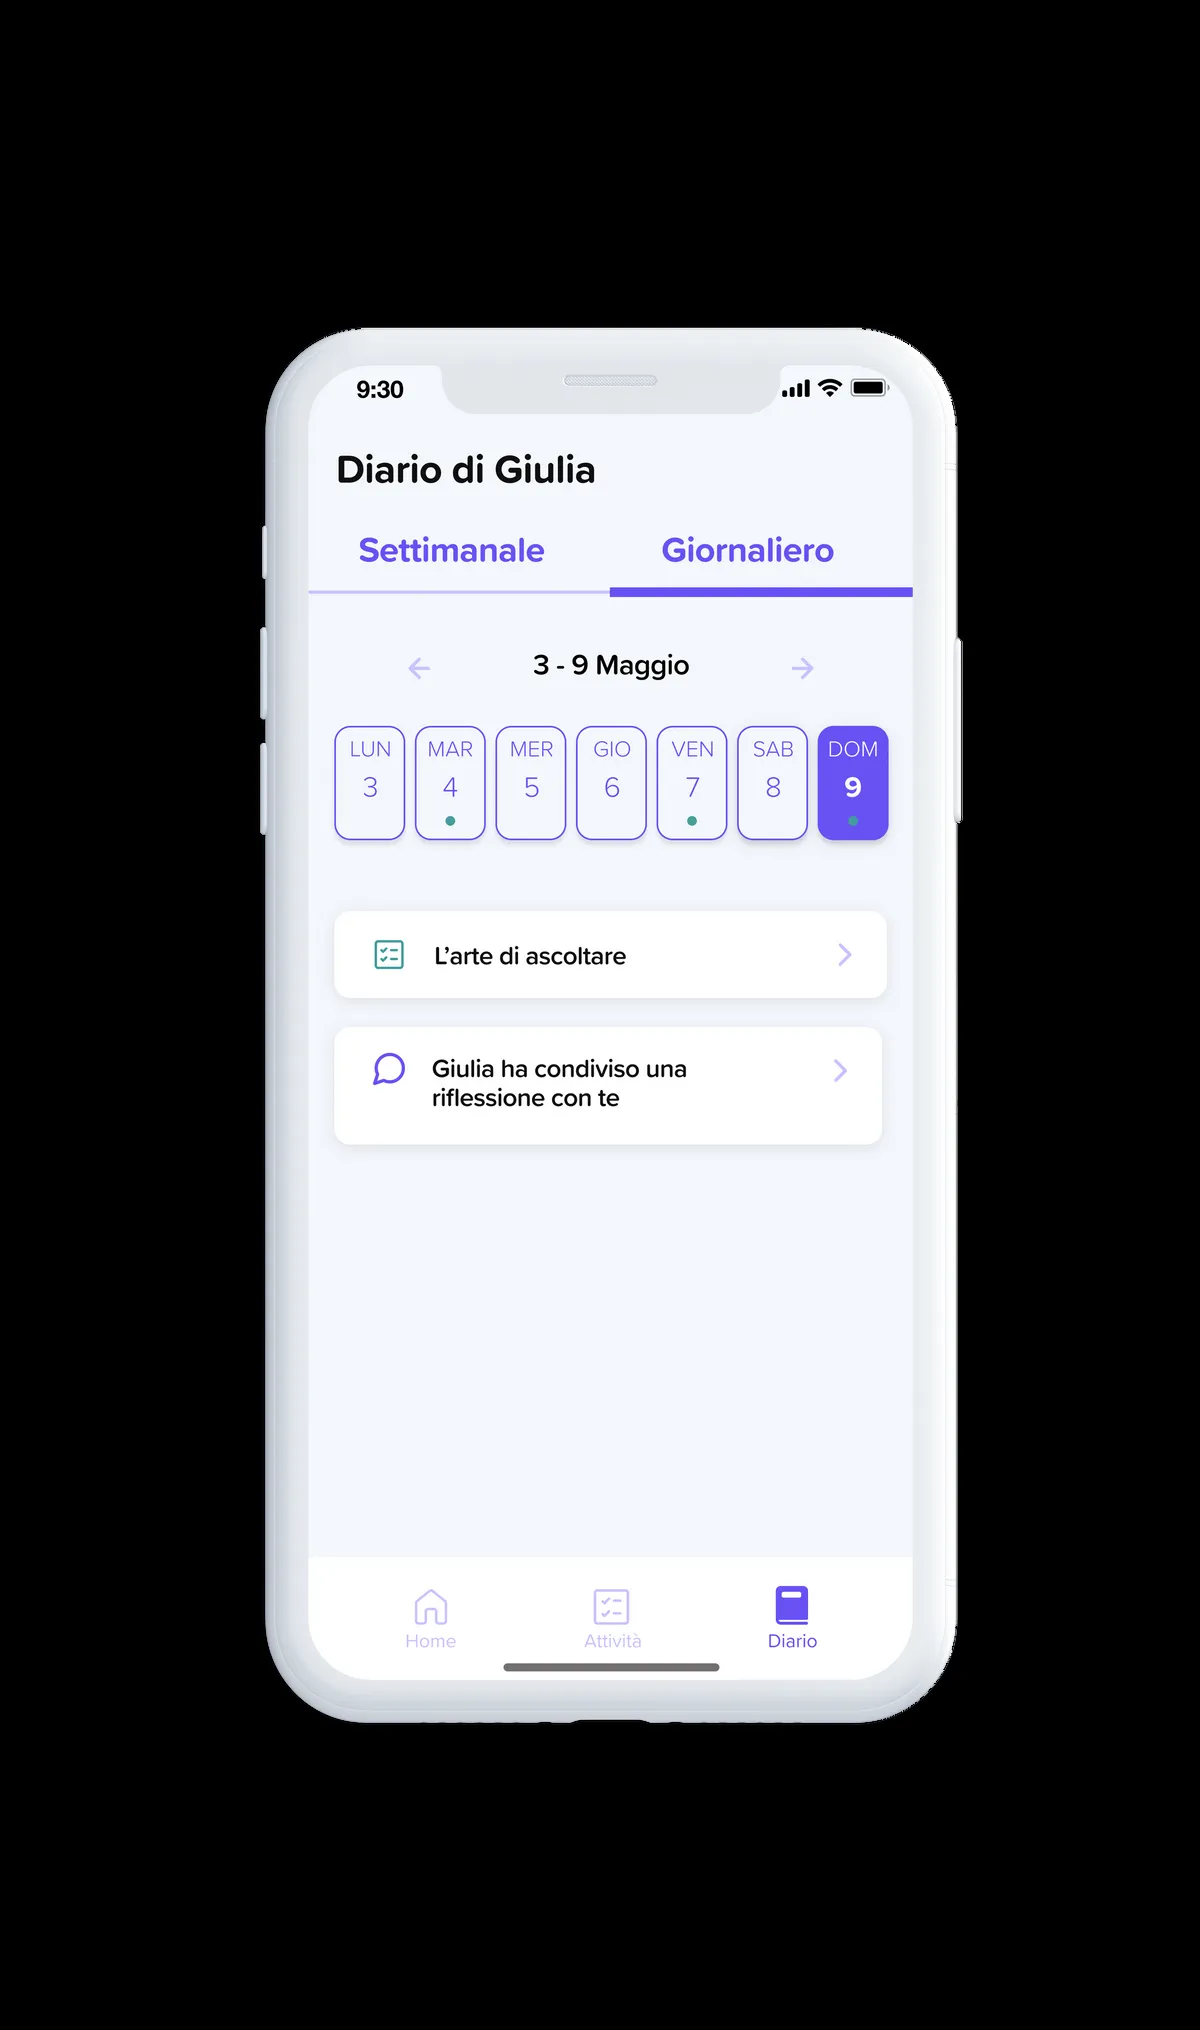 9:30
Diario di Giulia
Settimanale Giornaliero
3 - 9 Maggio
LUN MAR MER GIO VEN SAB DOM
3 4 5 6 7 8 9
L’arte di ascoltare
Giulia ha condiviso una
riflessione con te
Home Attività Diario